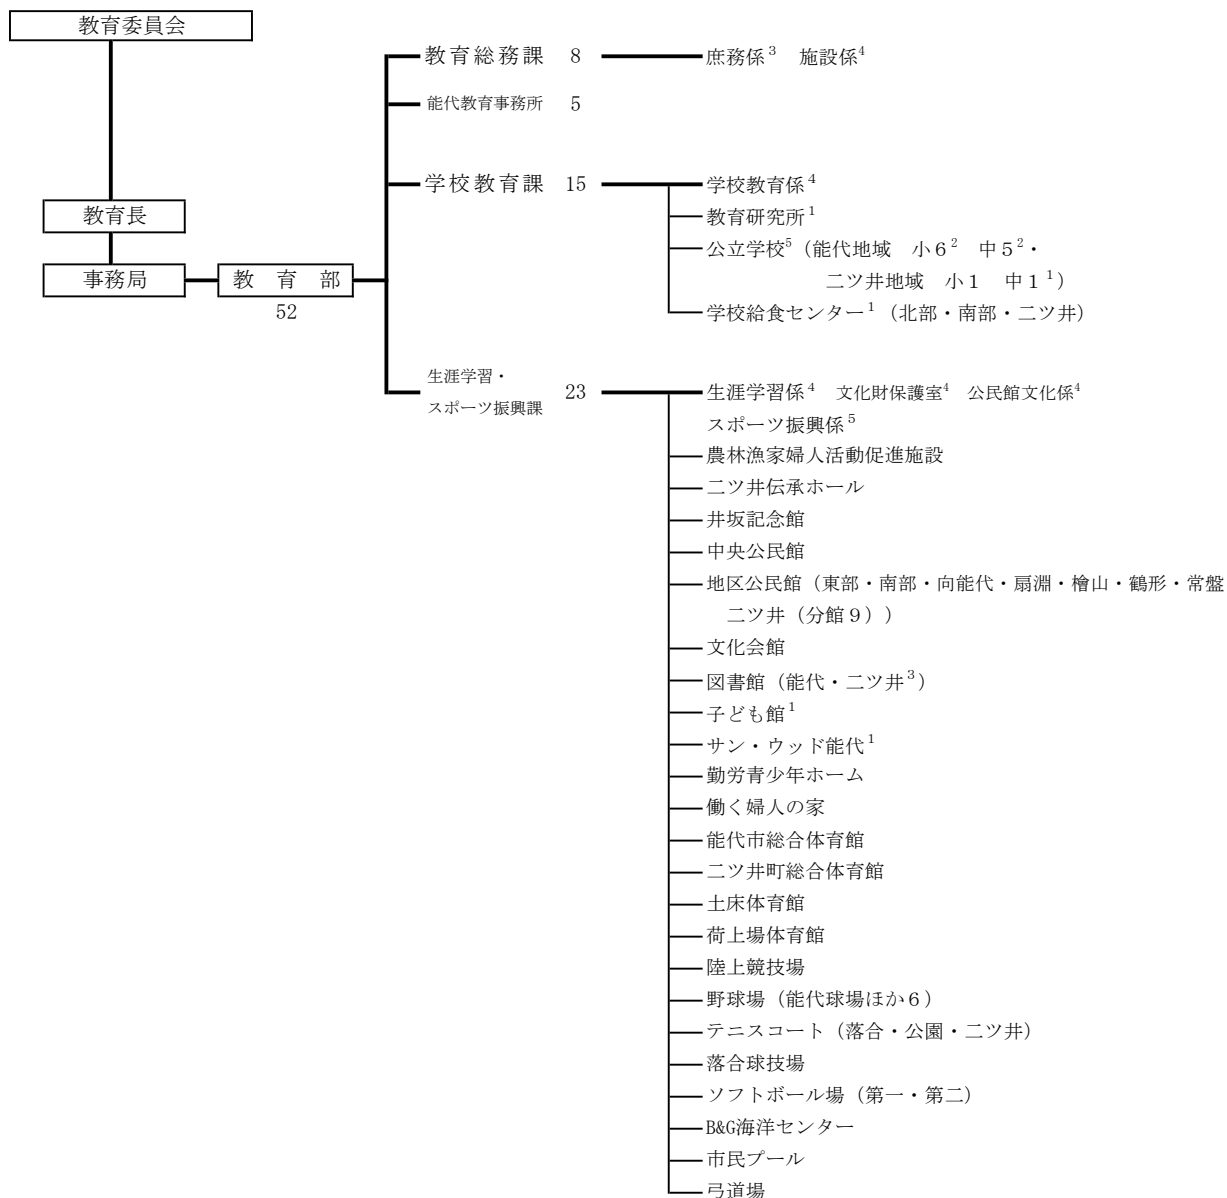 教育委員会
教育総務課 8 庶務係3 施設係4
能代教育事務所 5
学校教育課 15 学校教育係4
教育長
教育研究所1
公立学校5（能代地域 小６2 中５2・
二ツ井地域 小１ 中１1）
事務局 教育部
52
学校給食センター1（北部・南部・二ツ井）
生涯学習・
スポーツ振興課 23 生涯学習係4 文化財保護室4 公民館文化係4
スポーツ振興係5
農林漁家婦人活動促進施設
二ツ井伝承ホール
井坂記念館
中央公民館
地区公民館（東部・南部・向能代・扇淵・檜山・鶴形・常盤
二ツ井（分館９））
文化会館
図書館（能代・二ツ井3）
子ども館1
サン・ウッド能代1
勤労青少年ホーム
働く婦人の家
能代市総合体育館
二ツ井町総合体育館
土床体育館
荷上場体育館
陸上競技場
野球場（能代球場ほか６）
テニスコート（落合・公園・二ツ井）
落合球技場
ソフトボール場（第一・第二）
B&G海洋センター
市民プール
弓道場